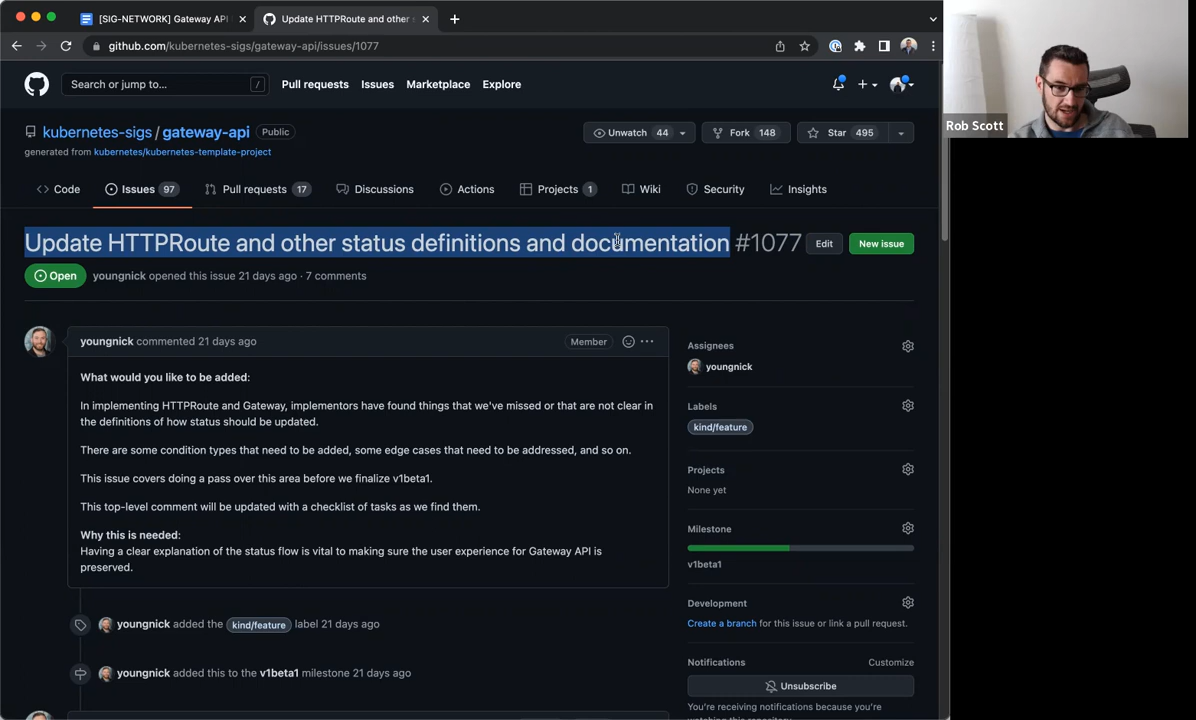 [SIG-NETWORK] Gateway API
Update HTTPRoute and other
github.com/kubernetes-sigs/gateway-api/issues/1077
Search or jump to...
/
Pull requests
Issues
Marketplace
Explore
kubernetes-sigs / gateway-api
Public
generated from kubernetes/kubernetes-template-project
Unwatch 44
Fork 148
Star 495
Code
Issues 97
Pull requests 17
Discussions
Actions
Projects 1
Wiki
Security
Insights
Update HTTPRoute and other status definitions and documentation #1077
Edit
New issue
Open
youngnick opened this issue 21 days ago · 7 comments
youngnick commented 21 days ago
Member
What would you like to be added:
In implementing HTTPRoute and Gateway, implementors have found things that we've missed or that are not clear in
the definitions of how status should be updated.
There are some condition types that need to be added, some edge cases that need to be addressed, and so on.
This issue covers doing a pass over this area before we finalize v1beta1.
This top-level comment will be updated with a checklist of tasks as we find them.
Why this is needed:
Having a clear explanation of the status flow is vital to making sure the user experience for Gateway API is
preserved.
youngnick added the kind/feature label 21 days ago
youngnick added this to the v1beta1 milestone 21 days ago
Assignees
youngnick
Labels
kind/feature
Projects
None yet
Milestone
v1beta1
Development
Create a branch for this issue or link a pull request.
Notifications
Customize
Unsubscribe
You're receiving notifications because you're
Rob Scott